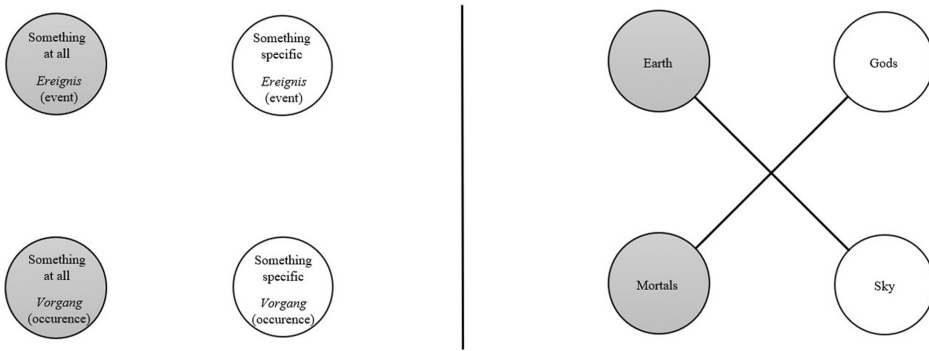 Something
at all
Ereignis
(event)
Something
specific
Ereignis
(event)
Something
at all
Vorgang
(occurence)
Something
specific
Vorgang
(occurence)
Earth
Gods
Mortals
Sky